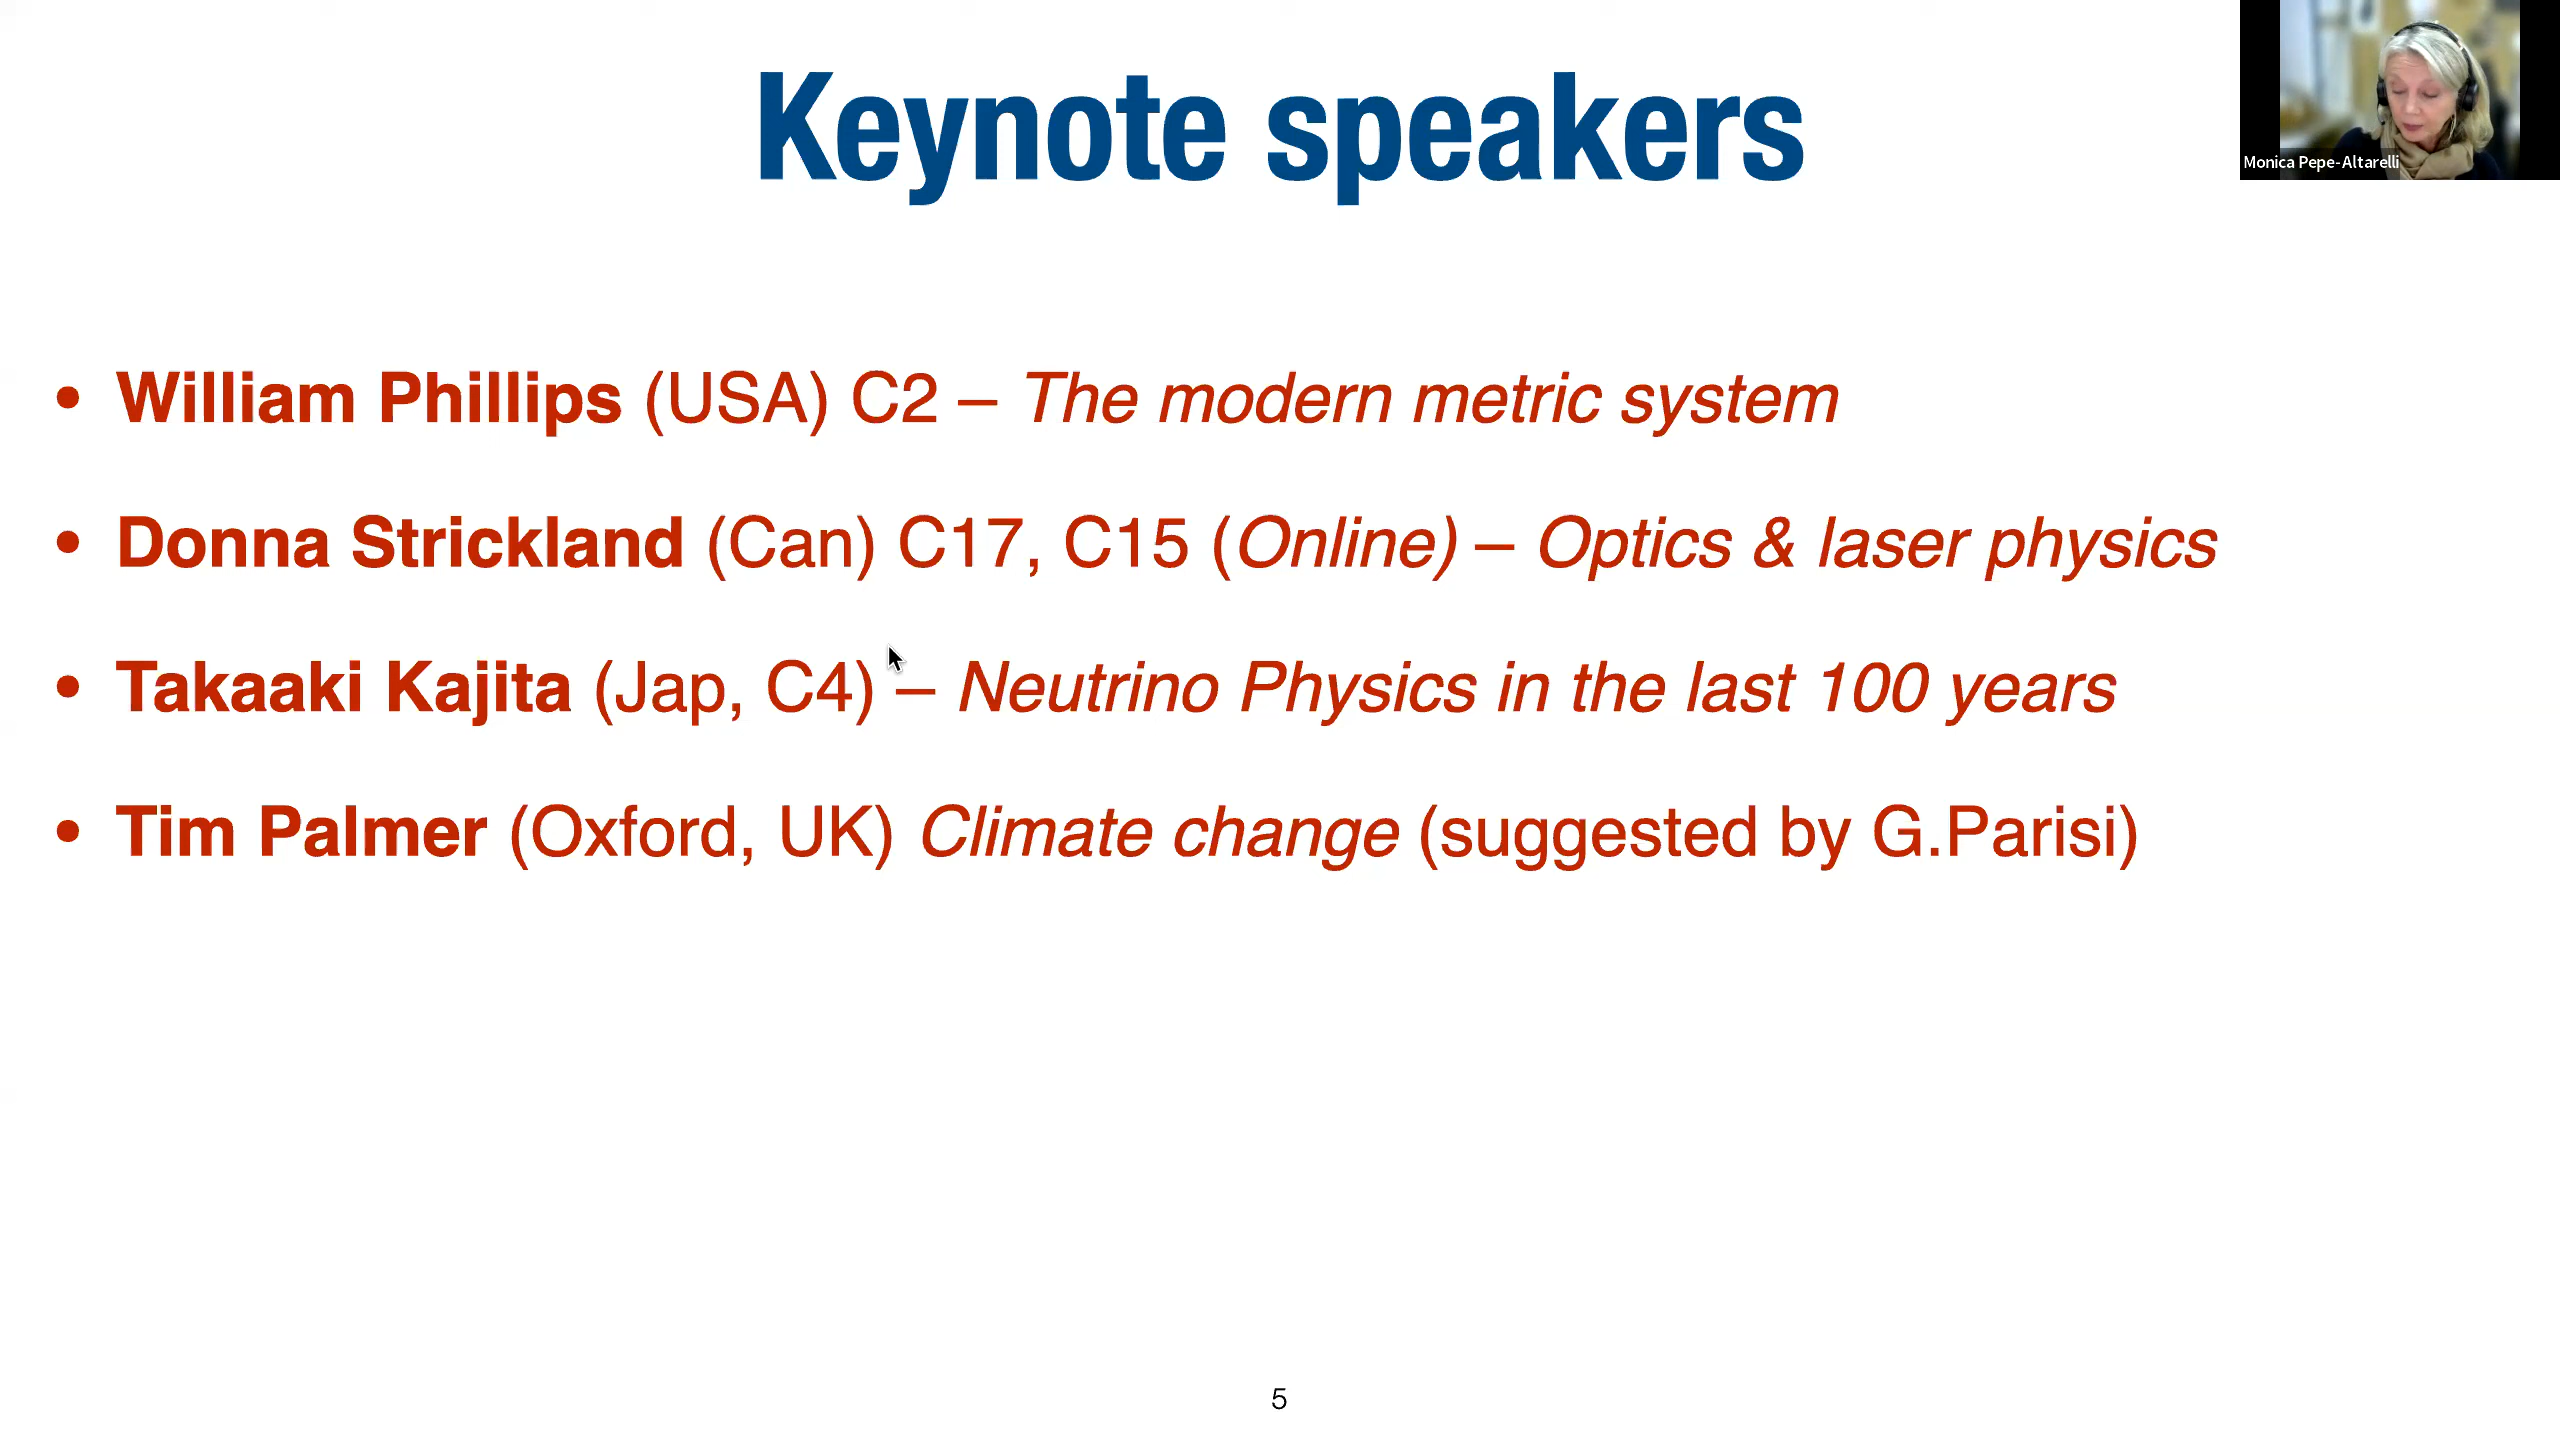 Keynote speakers
Monica Pepe-Altarelli
• William Phillips (USA) C2 – The modern metric system
• Donna Strickland (Can) C17, C15 (Online) – Optics & laser physics
• Takaaki Kajita (Jap, C4) – Neutrino Physics in the last 100 years
• Tim Palmer (Oxford, UK) Climate change (suggested by G.Parisi)
5